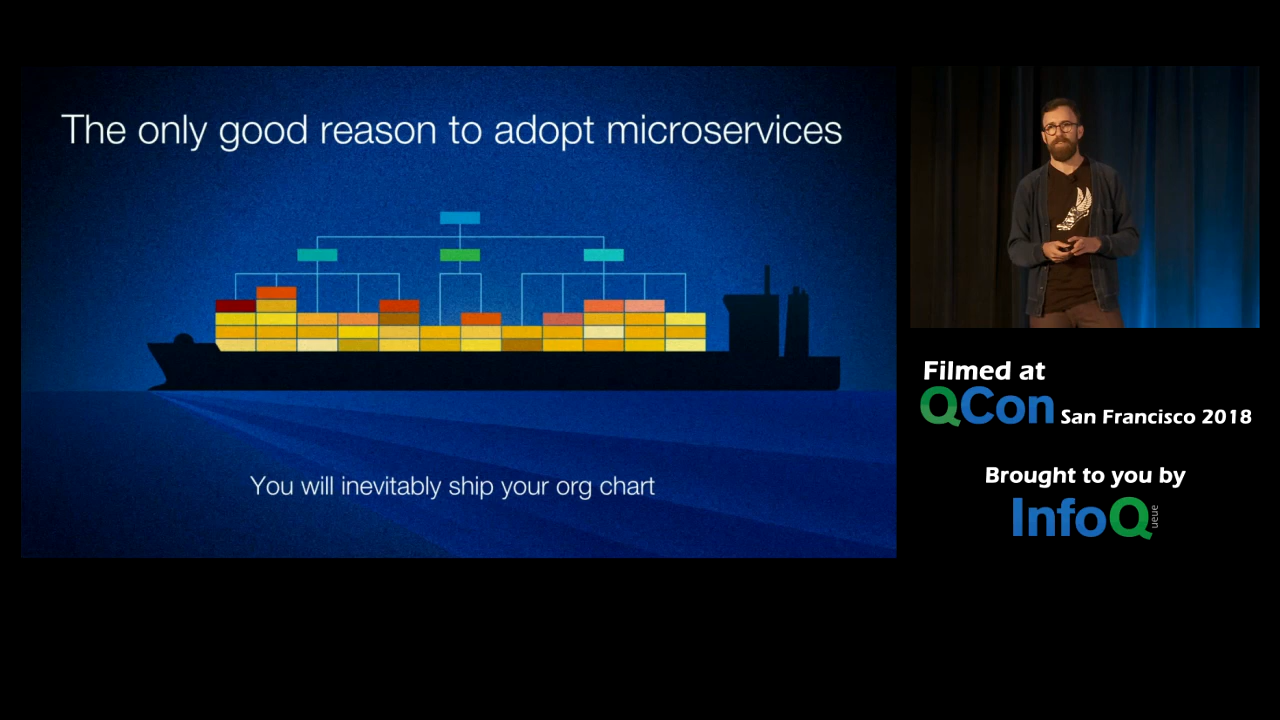 The only good reason to adopt microservices
You will inevitably ship your org chart
Filmed at
QCon San Francisco 2018
Brought to you by
InfoQ
ueue